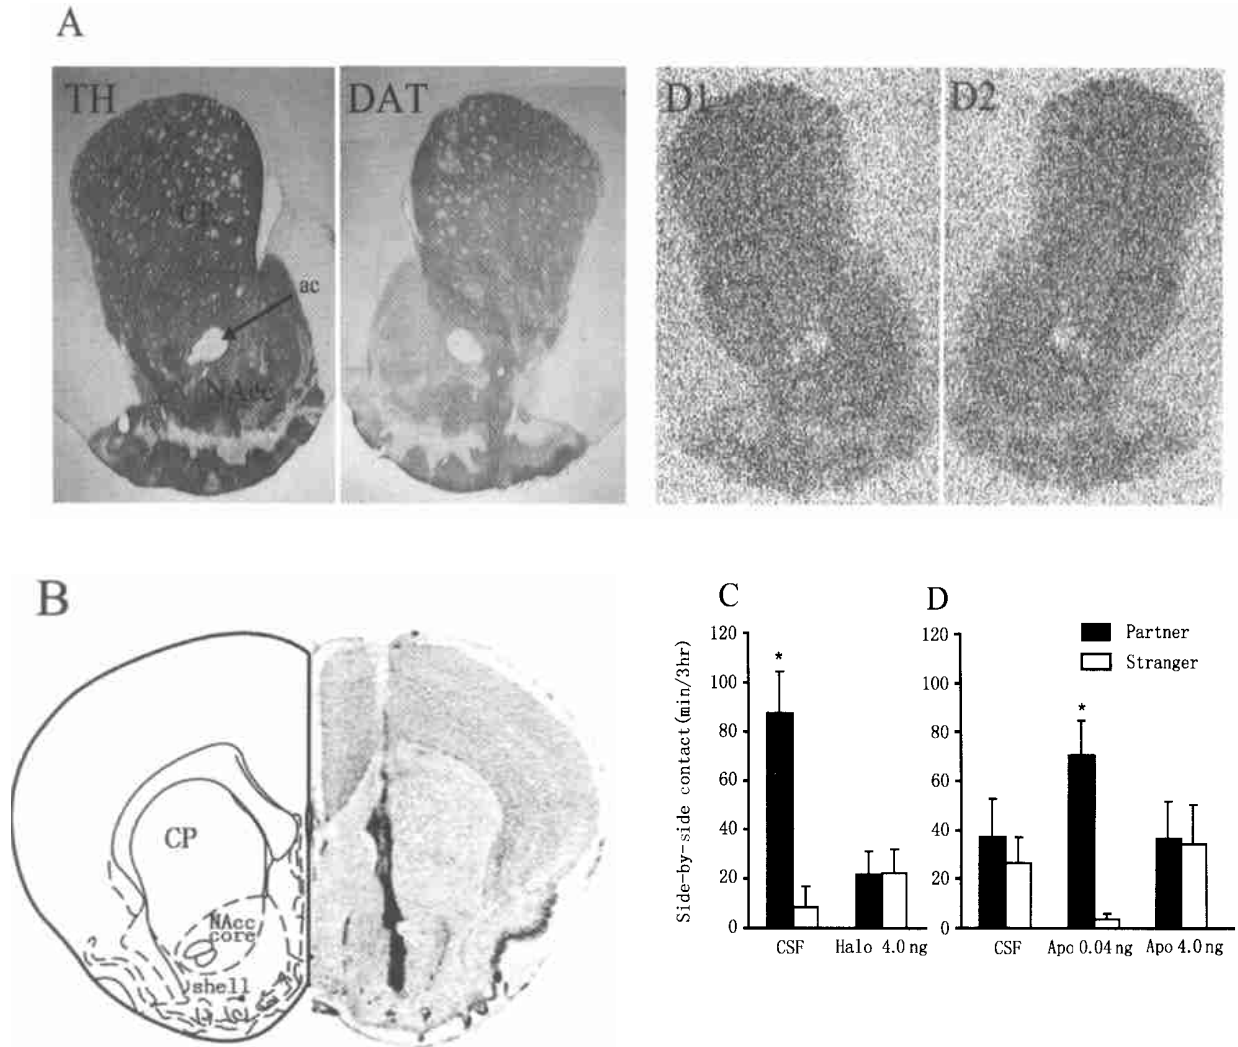 A
TH
DAT
D1
D2
CP
ac
NAcc
B
C
D
CP
NAcc
core
shell
Side-by-side contact(min/3hr)
120
100
80
60
40
20
0
*
CSF
Halo 4.0 ng
120
100
80
60
40
20
0
*
Partner
Stranger
CSF
Apo 0.04 ng
Apo 4.0 ng